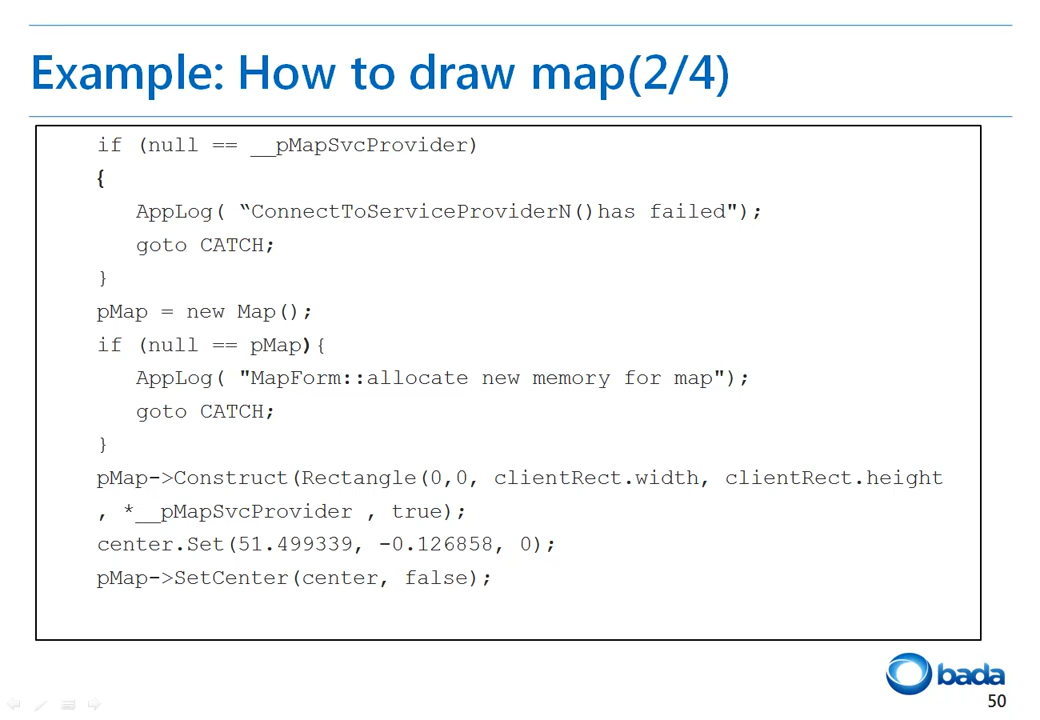 Example: How to draw map(2/4)
if (null == __pMapSvcProvider)
{
AppLog( “ConnectToServiceProviderN()has failed");
goto CATCH;
}
pMap = new Map();
if (null == pMap){
AppLog( "MapForm::allocate new memory for map");
goto CATCH;
}
pMap->Construct(Rectangle(0,0, clientRect.width, clientRect.height
, *__pMapSvcProvider , true);
center.Set(51.499339, -0.126858, 0);
pMap->SetCenter(center, false);
bada
50